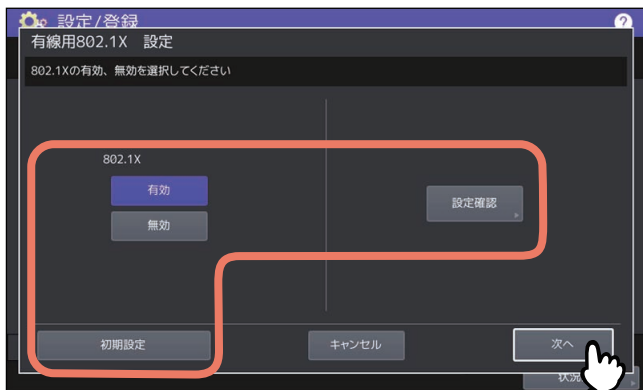 設定/登録
?
有線用802.1X 設定
802.1Xの有効、無効を選択してください
802.1X
有効
無効
設定確認
初期設定
キャンセル
次へ
状況